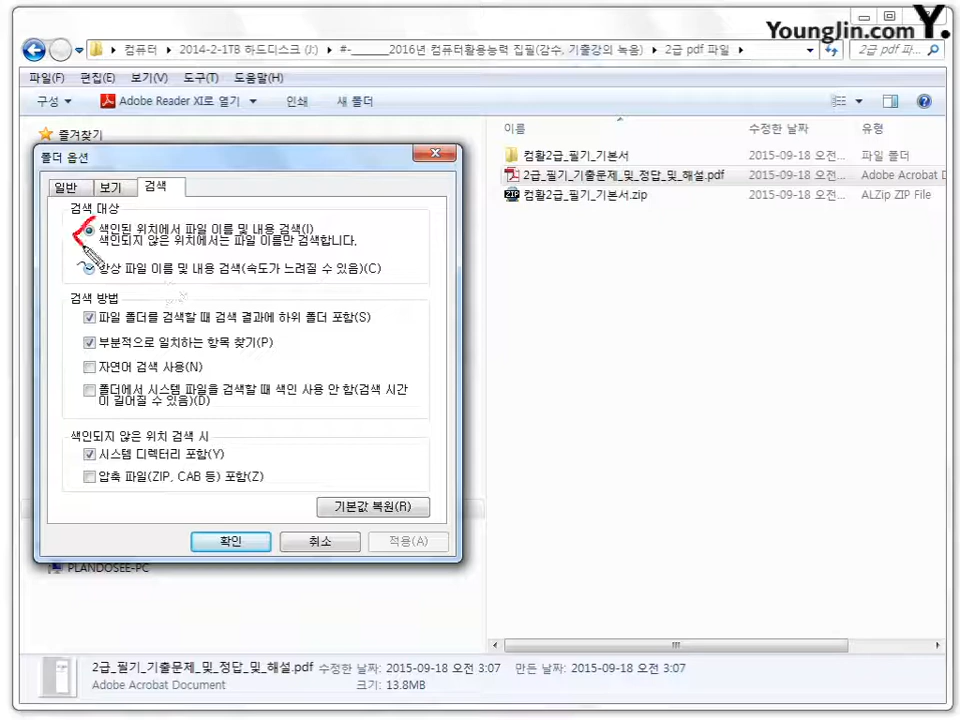 Younglin.com Y.
컴퓨터 2014-2-1TB 하드디스크 (J:) #-______2016년 컴퓨터활용능력 집필(감수, 기출강의 녹음) 2급 pdf 파일 2급 pdf 파...
파일(F) 편집(E) 보기(V) 도구(T) 도움말(H)
구성 Adobe Reader XI로 열기 인쇄 새 폴더
즐겨찾기
이름 수정한 날짜 유형
컴활2급_필기_기본서 2015-09-18 오전... 파일 폴더
2급_필기_기출문제_및_정답_및_해설.pdf 2015-09-18 오전... Adobe Acrobat D
컴활2급_필기_기본서.zip 2015-09-18 오전... ALZip ZIP File
폴더 옵션
일반 보기 검색
검색 대상
색인된 위치에서 파일 이름 및 내용 검색(I)
색인되지 않은 위치에서는 파일 이름만 검색합니다.
항상 파일 이름 및 내용 검색(속도가 느려질 수 있음)(C)
검색 방법
파일 폴더를 검색할 때 검색 결과에 하위 폴더 포함(S)
부분적으로 일치하는 항목 찾기(P)
자연어 검색 사용(N)
폴더에서 시스템 파일을 검색할 때 색인 사용 안 함(검색 시간
이 길어질 수 있음)(D)
색인되지 않은 위치 검색 시
시스템 디렉터리 포함(Y)
압축 파일(ZIP, CAB 등) 포함(Z)
기본값 복원(R)
확인 취소 적용(A)
PLANDOSEE-PC
2급_필기_기출문제_및_정답_및_해설.pdf 수정한 날짜: 2015-09-18 오전 3:07 만든 날짜: 2015-09-18 오전 3:07
Adobe Acrobat Document 크기: 13.8MB